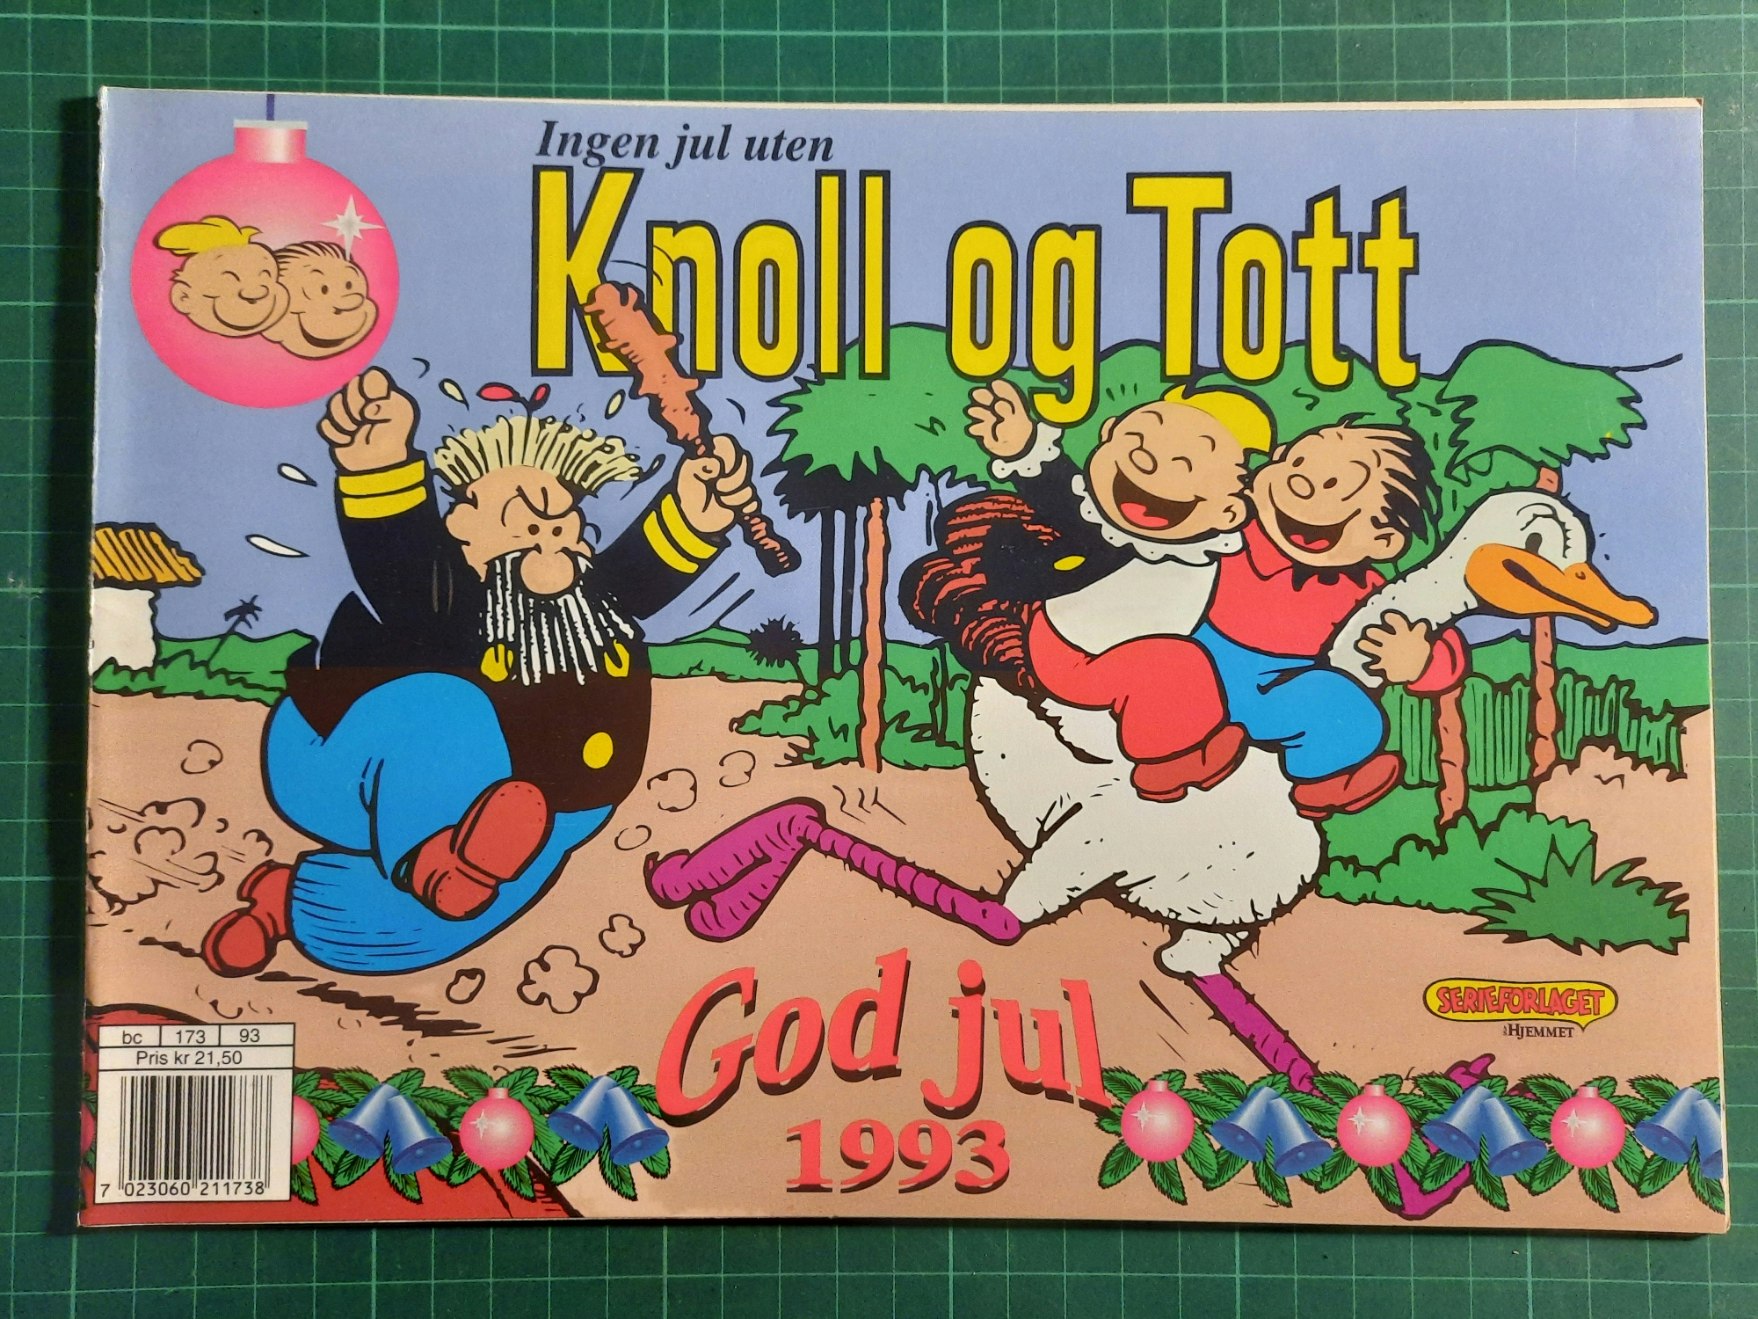 Ingen jul uten
Knoll og Tott
God jul
1993
SERIEFORLAGET
HJEMMET
bc 173 93
Pris kr 21,50
7 023060 211738